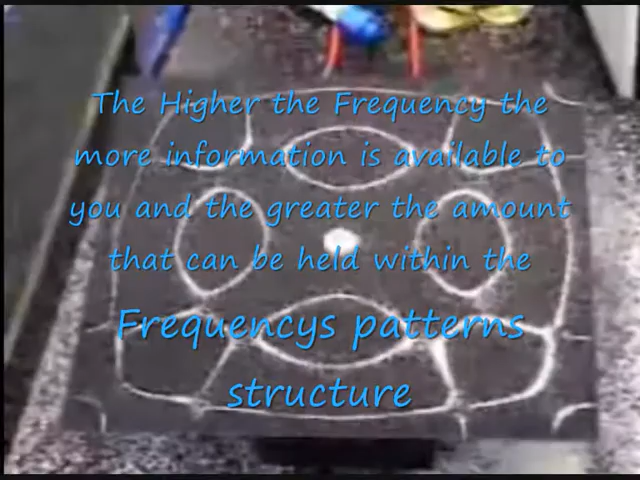 The Higher the Frequency the
more information is available to
you and the greater the amount
that can be held within the
Frequencys patterns
structure